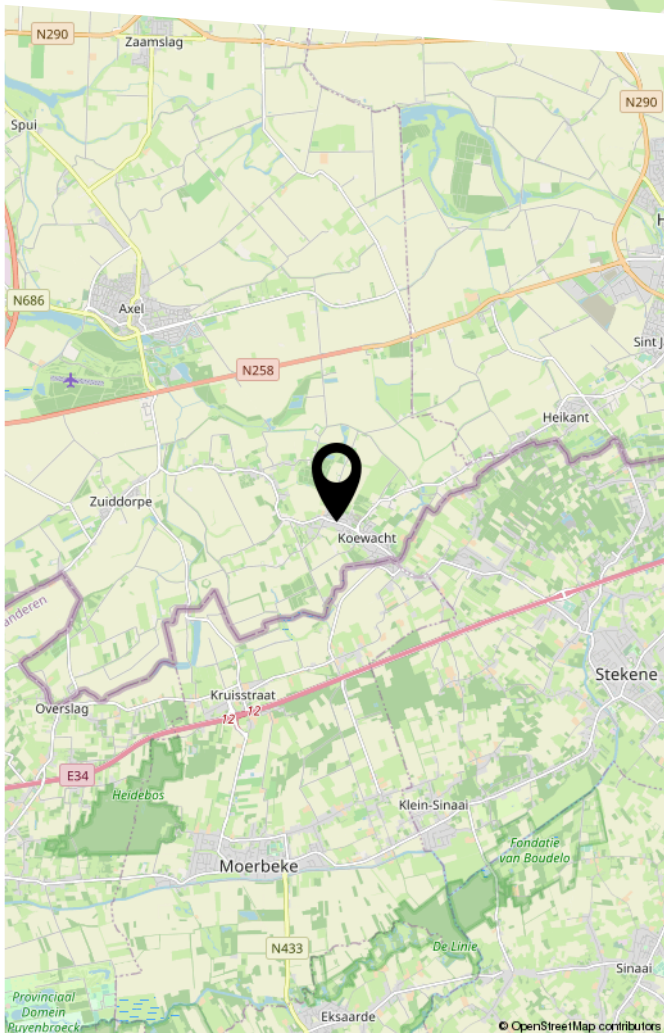 N290
Zaamslag
N290
Spui
H
N686
Axel
Sint J
N258
Heikant
Zuiddorpe
Koewacht
anderen
Stekene
Kruisstraat
Overslag
12
12
E34
Heidebos
Klein-Sinaai
Fondatie
van Boudelo
Moerbeke
N433
De Linie
Sinaai
Provinciaal
Domein
Puyenbroeck
Eksaarde
© OpenStreetMap contributors